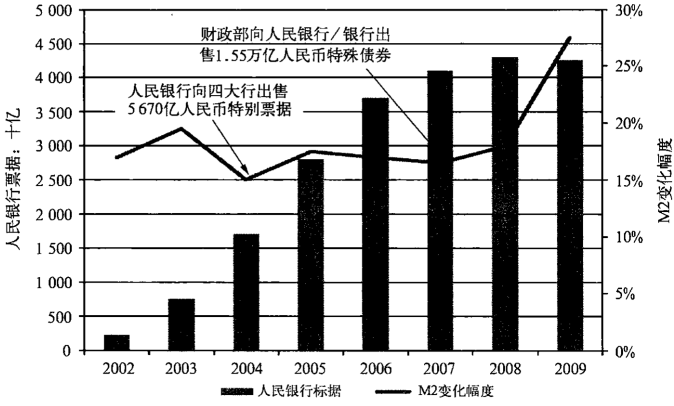 5 000
4 500
4 000
3 500
3 000
2 500
2 000
1 500
1 000
500
0
人民银行票据：十亿
30%
25%
20%
15%
10%
5%
0%
M2变化幅度
财政部向人民银行/银行出
售1.55万亿人民币特殊债券
人民银行向四大行出售
5 670亿人民币特别票据
2002 2003 2004 2005 2006 2007 2008 2009
人民银行标据 M2变化幅度